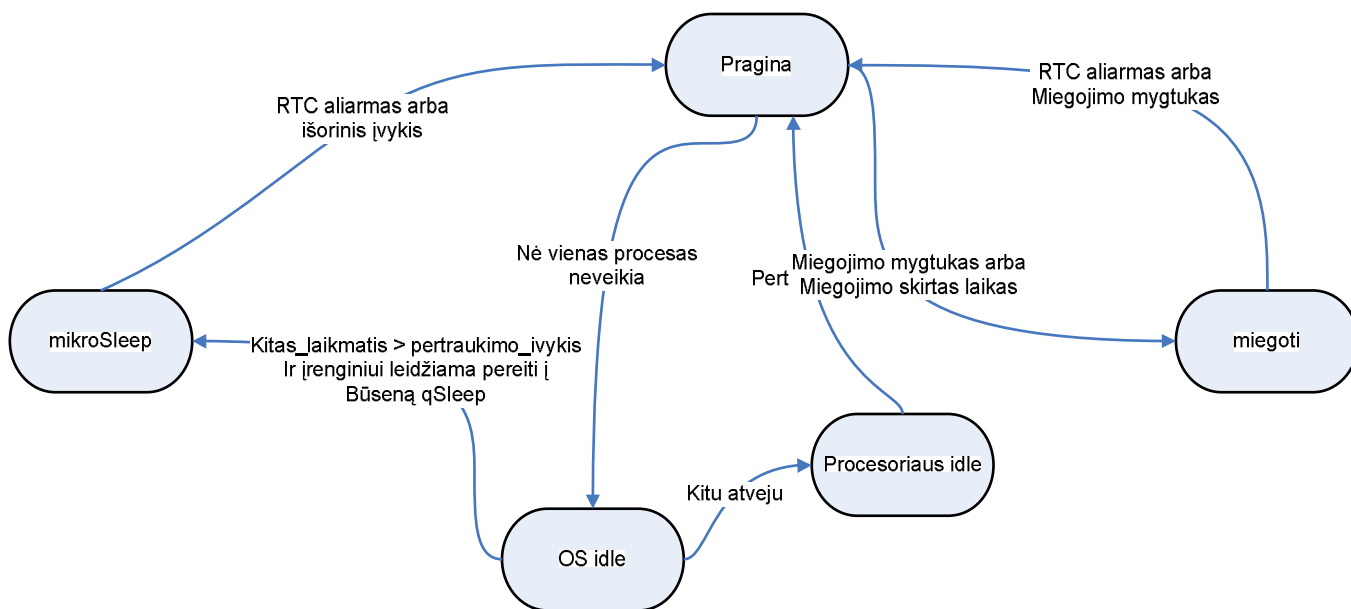 Pragina
RTC aliarmas arba
Miegojimo mygtukas
RTC aliarmas arba
išorinis įvykis
Nė vienas procesas
neveikia
Pert
Miegojimo mygtukas arba
Miegojimo skirtas laikas
mikroSleep
Kitas_laikmatis > pertraukimo_ivykis
Ir įrenginiui leidžiama pereiti į
Būseną qSleep
miegoti
Procesoriaus idle
Kitu atveju
OS idle